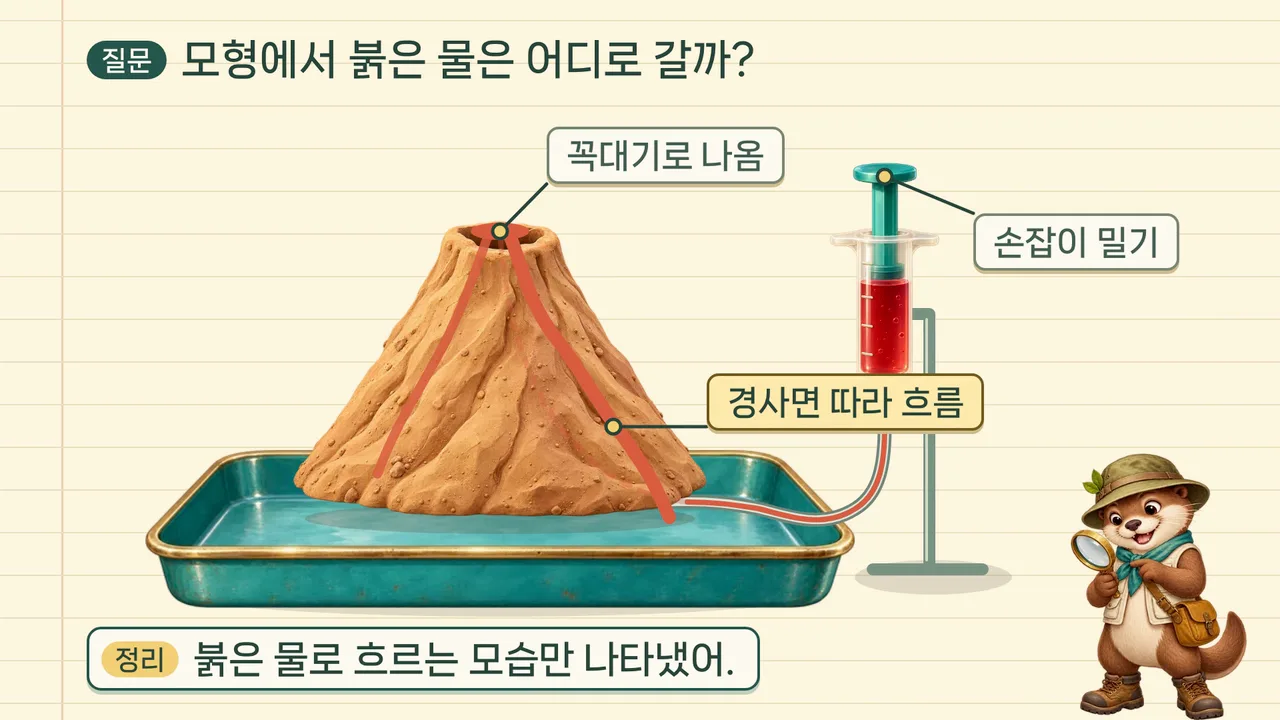 질문 모형에서 붉은 물은 어디로 갈까?
꼭대기로 나옴
손잡이 밀기
경사면 따라 흐름
정리 붉은 물로 흐르는 모습만 나타냈어.